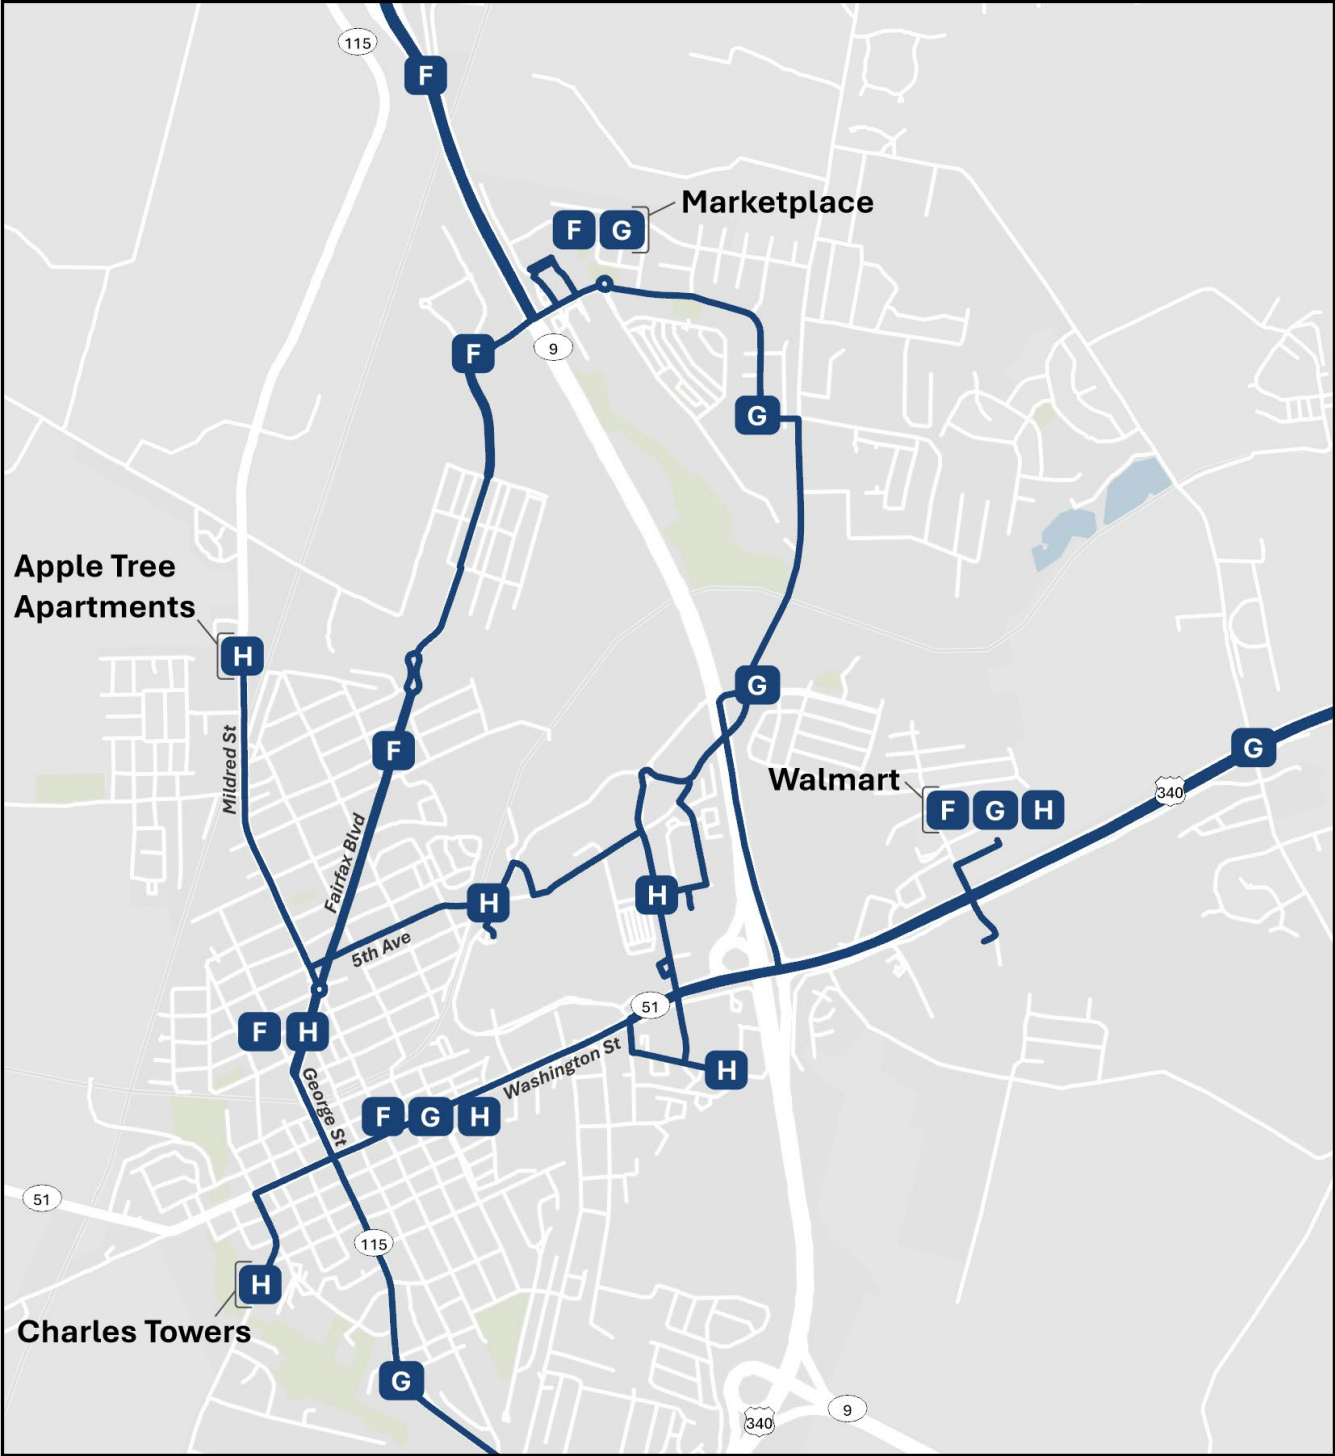 115
F
F G
Marketplace
9
F
G
Apple Tree
Apartments
H
G
Mildred St
F
G
Walmart
340
F G H
Fairfax Blvd
H
H
5th Ave
51
F H
Washington St
H
George St
F G H
51
115
H
Charles Towers
G
340
9